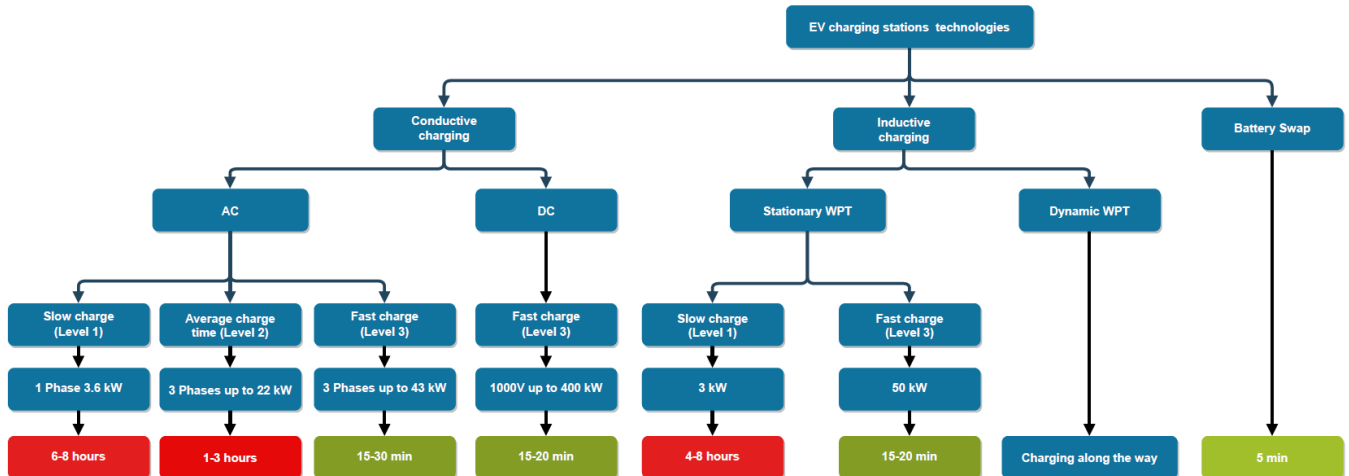 EV charging stations technologies
Conductive
charging
Inductive
charging
Battery Swap
AC
DC
Stationary WPT
Dynamic WPT
Slow charge
(Level 1)
Average charge
time (Level 2)
Fast charge
(Level 3)
Fast charge
(Level 3)
Slow charge
(Level 1)
Fast charge
(Level 3)
1 Phase 3.6 kW
3 Phases up to 22 kW
3 Phases up to 43 kW
1000V up to 400 kW
3 kW
50 kW
6-8 hours
1-3 hours
15-30 min
15-20 min
4-8 hours
15-20 min
Charging along the way
5 min